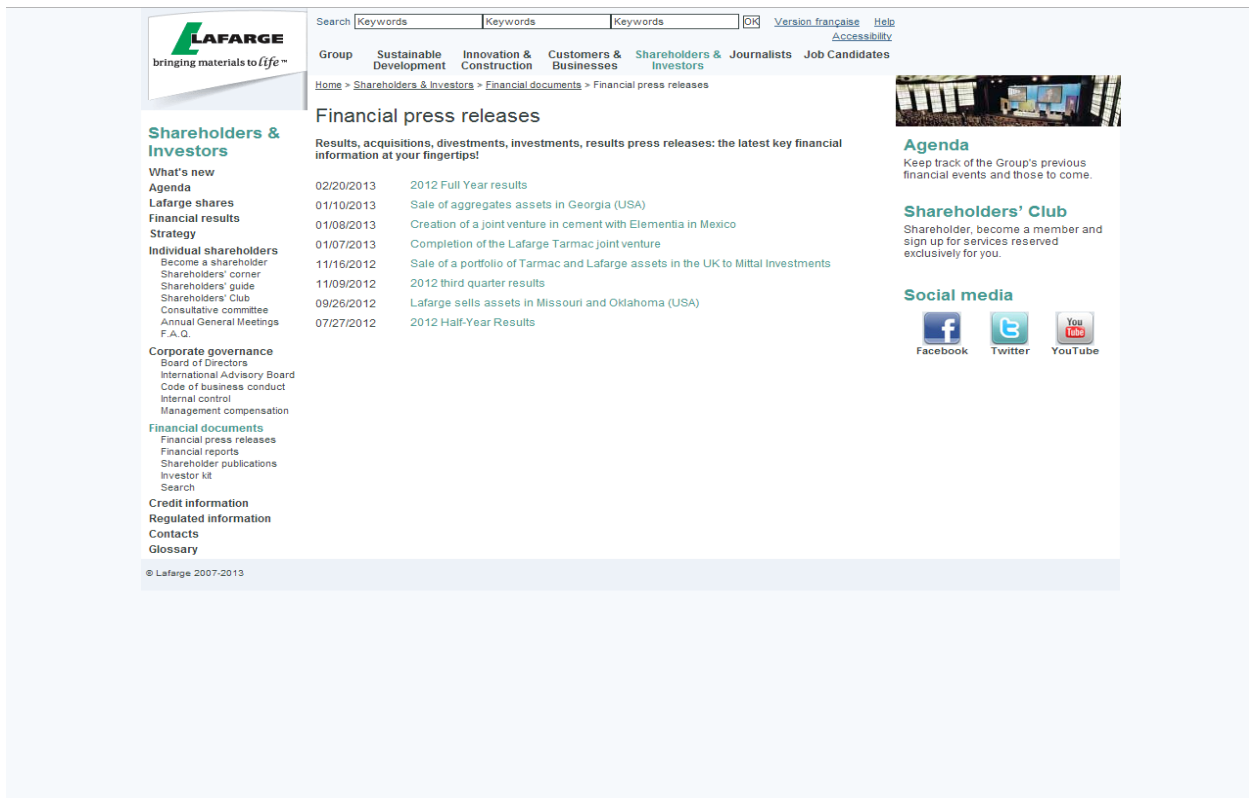 LAFARGE
bringing materials to life™
Search Keywords Keywords Keywords OK Version française Help
Accessibility
Group Sustainable Development Innovation & Construction Customers & Businesses Shareholders & Investors Journalists Job Candidates
Home > Shareholders & Investors > Financial documents > Financial press releases
Shareholders &
Investors
What's new
Agenda
Lafarge shares
Financial results
Strategy
Individual shareholders
Become a shareholder
Shareholders' corner
Shareholders' guide
Shareholders' Club
Consultative committee
Annual General Meetings
F.A.Q.
Corporate governance
Board of Directors
International Advisory Board
Code of business conduct
Internal control
Management compensation
Financial documents
Financial press releases
Financial reports
Shareholder publications
Investor kit
Search
Credit information
Regulated information
Contacts
Glossary
Financial press releases
Results, acquisitions, divestments, investments, results press releases: the latest key financial
information at your fingertips!
02/20/2013 2012 Full Year results
01/10/2013 Sale of aggregates assets in Georgia (USA)
01/08/2013 Creation of a joint venture in cement with Elementia in Mexico
01/07/2013 Completion of the Lafarge Tarmac joint venture
11/16/2012 Sale of a portfolio of Tarmac and Lafarge assets in the UK to Mittal Investments
11/09/2012 2012 third quarter results
09/26/2012 Lafarge sells assets in Missouri and Oklahoma (USA)
07/27/2012 2012 Half-Year Results
Agenda
Keep track of the Group's previous
financial events and those to come.
Shareholders' Club
Shareholder, become a member and
sign up for services reserved
exclusively for you.
Social media
You
Tube
Facebook Twitter YouTube
© Lafarge 2007-2013